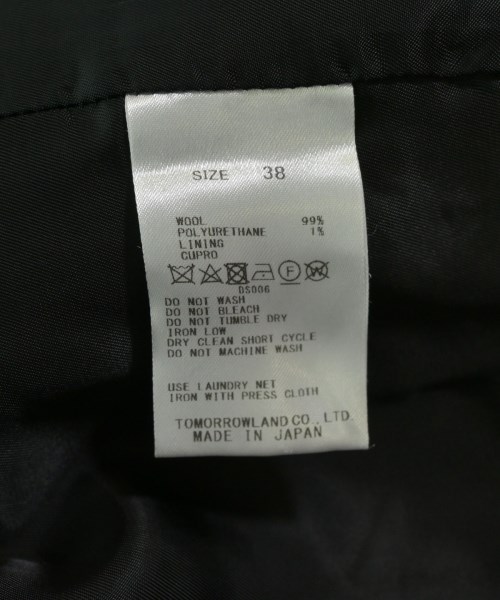 SIZE 38
WOOL 99%
POLYURETHANE 1%
LINING
CUPRO
F W
DS006
DO NOT WASH
DO NOT BLEACH
DO NOT TUMBLE DRY
IRON LOW
DRY CLEAN SHORT CYCLE
DO NOT MACHINE WASH
USE LAUNDRY NET
IRON WITH PRESS CLOTH
TOMORROWLAND CO., LTD.
MADE IN JAPAN